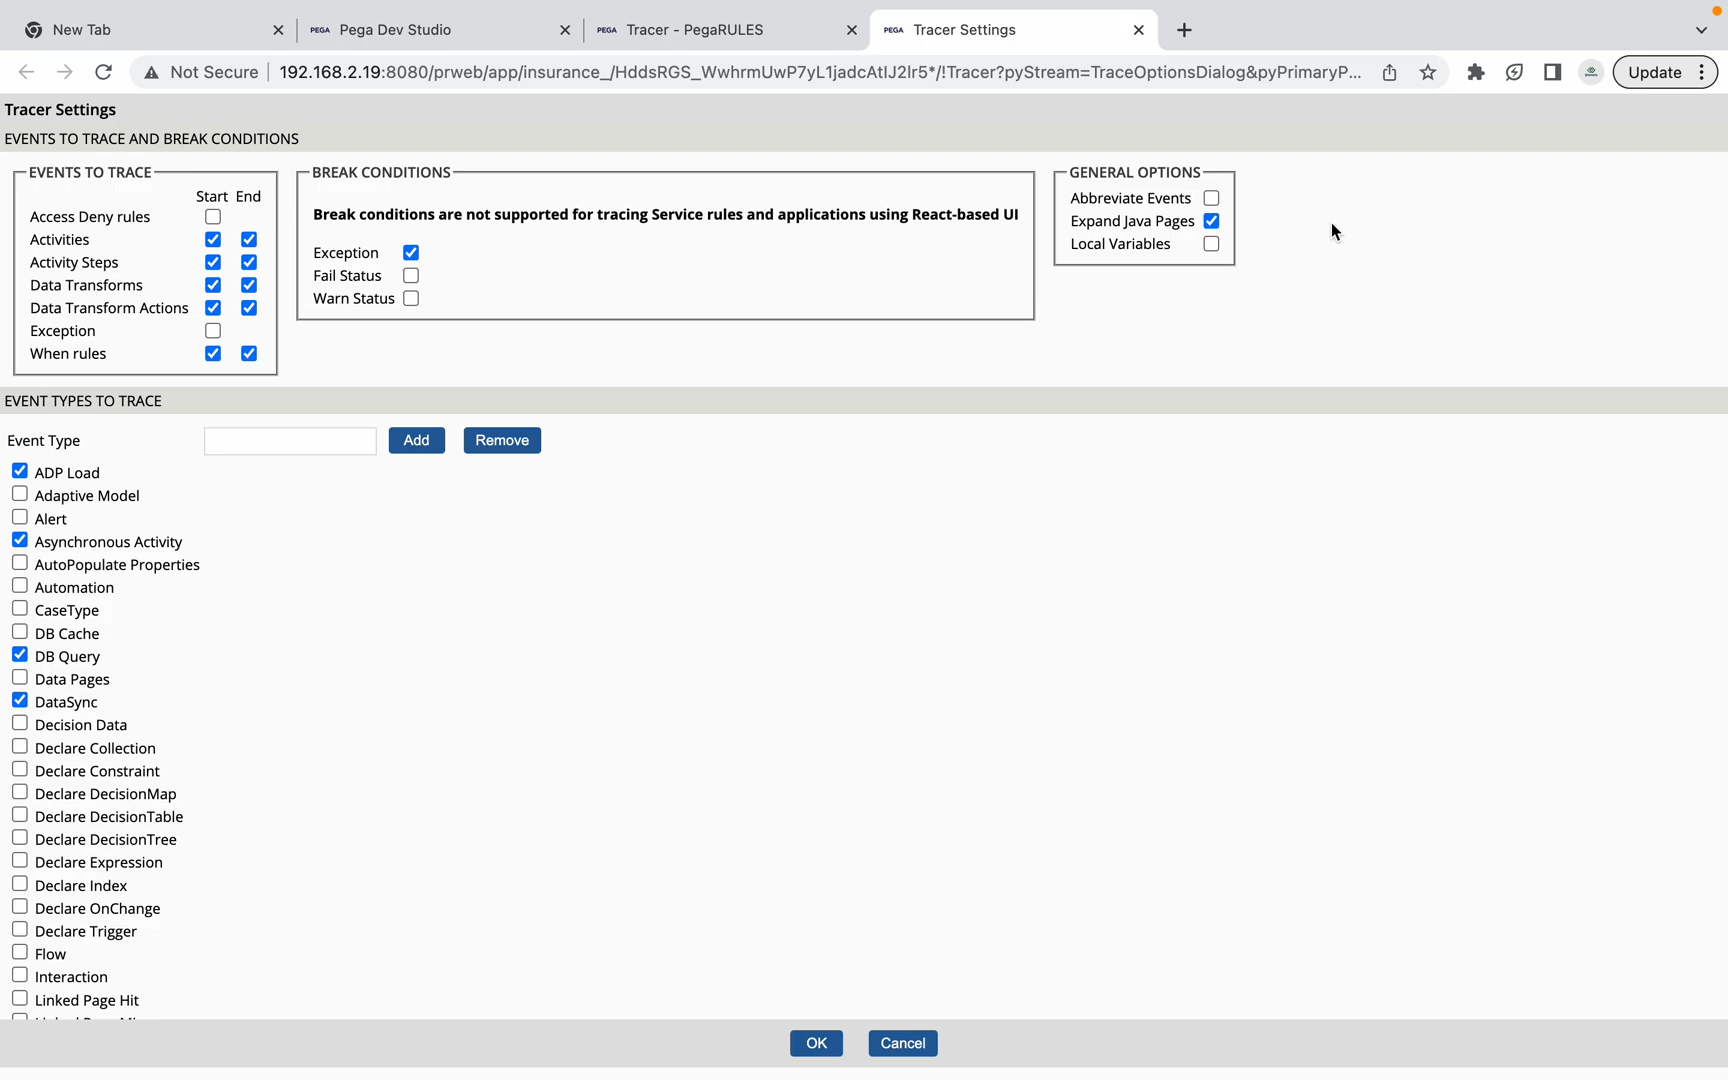 New Tab
PEGA Pega Dev Studio
PEGA Tracer - PegaRULES
PEGA Tracer Settings
Not Secure
192.168.2.19:8080/prweb/app/insurance_/HddsRGS_WwhrmUwP7yL1jadcAtIJ2Ir5*/!Tracer?pyStream=TraceOptionsDialog&pyPrimaryP...
Update
Tracer Settings
EVENTS TO TRACE AND BREAK CONDITIONS
EVENTS TO TRACE
Start End
Access Deny rules
Activities
Activity Steps
Data Transforms
Data Transform Actions
Exception
When rules
BREAK CONDITIONS
Break conditions are not supported for tracing Service rules and applications using React-based UI
Exception
Fail Status
Warn Status
GENERAL OPTIONS
Abbreviate Events
Expand Java Pages
Local Variables
EVENT TYPES TO TRACE
Event Type
Add
Remove
ADP Load
Adaptive Model
Alert
Asynchronous Activity
AutoPopulate Properties
Automation
CaseType
DB Cache
DB Query
Data Pages
DataSync
Decision Data
Declare Collection
Declare Constraint
Declare DecisionMap
Declare DecisionTable
Declare DecisionTree
Declare Expression
Declare Index
Declare OnChange
Declare Trigger
Flow
Interaction
Linked Page Hit
OK
Cancel